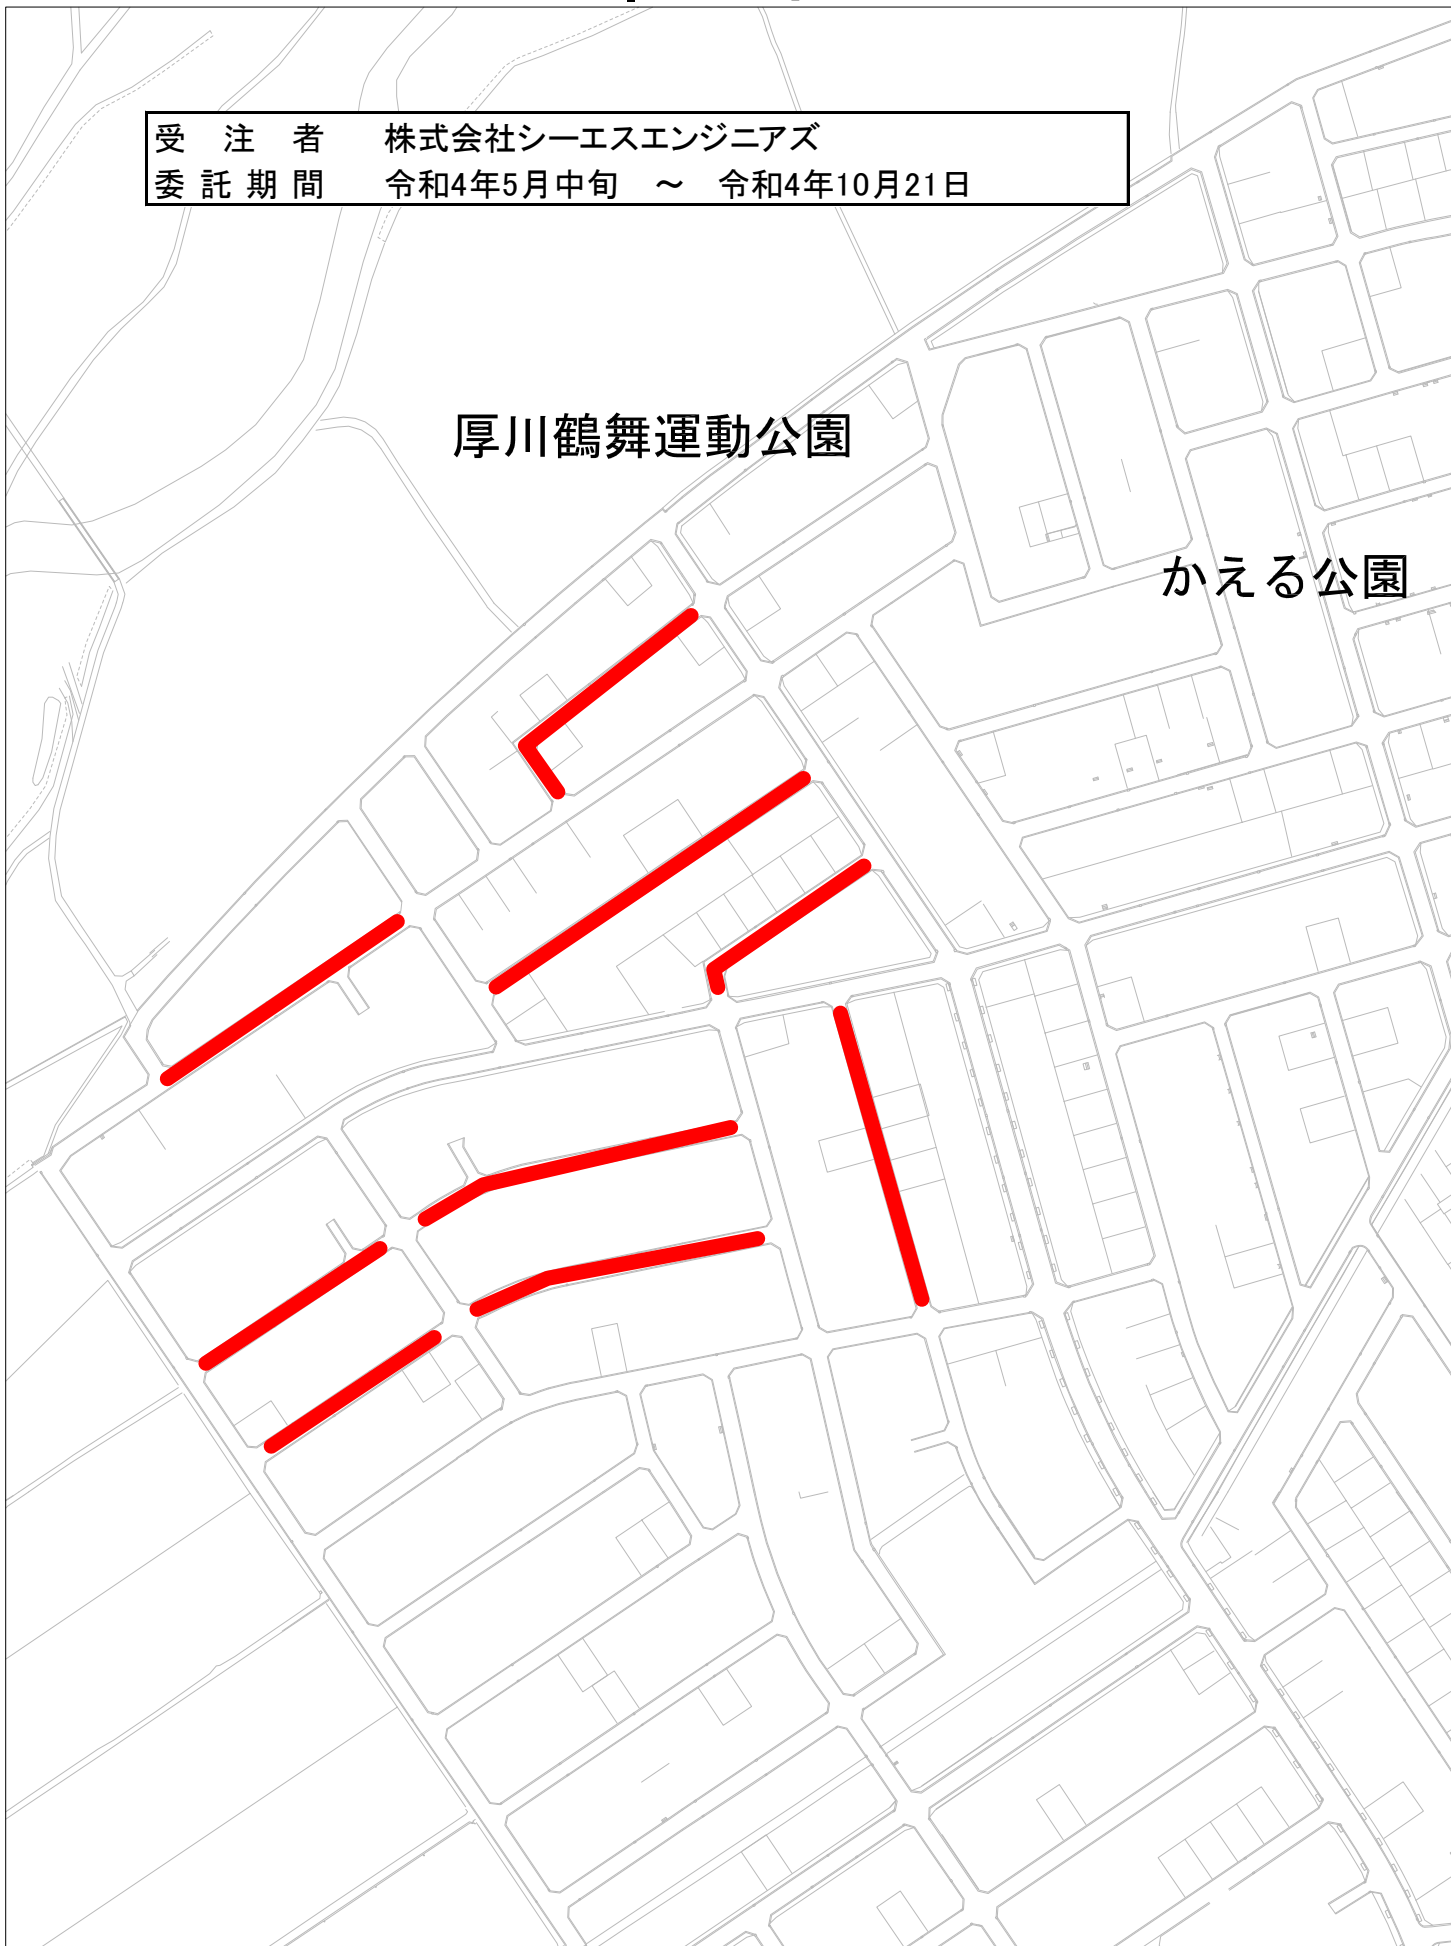 受注者 株式会社シーエスエンジニアズ
委託期間 令和4年5月中旬 ～ 令和4年10月21日
厚川鶴舞運動公園
かえる公園